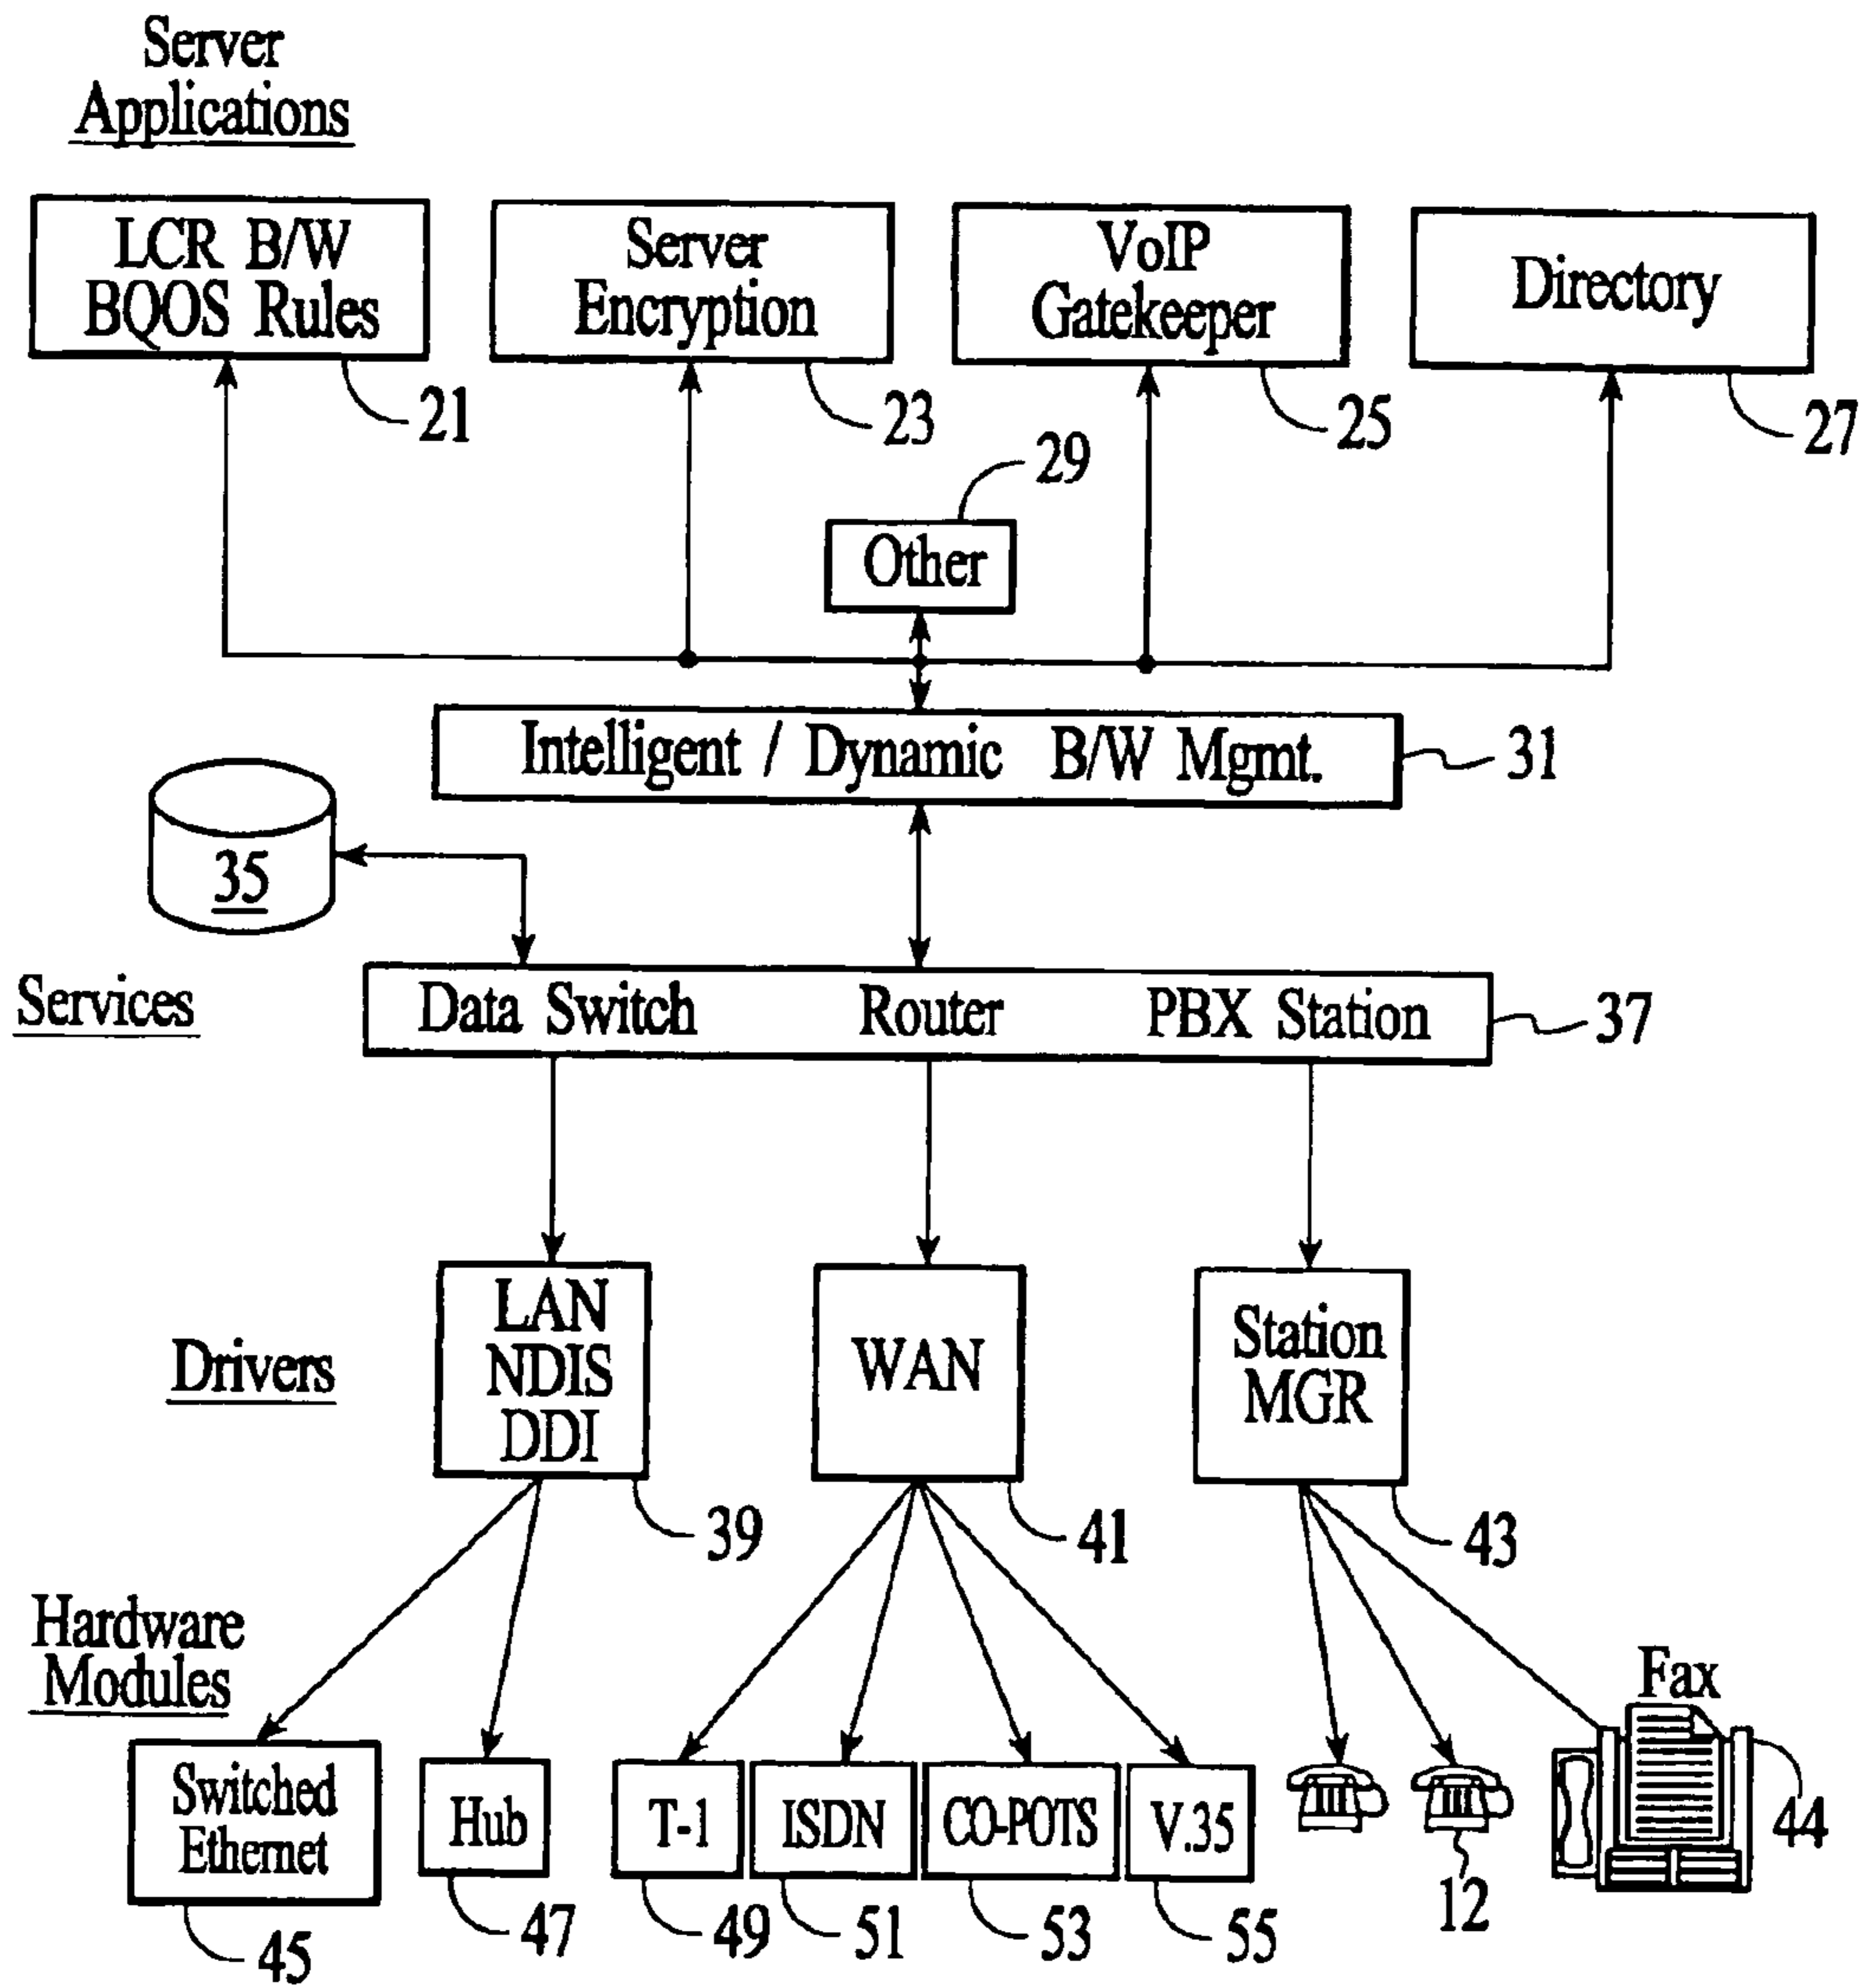 Server
Applications
LCR B/W
BQOS Rules
Server
Encryption
VoIP
Gatekeeper
Directory
21
23
25
27
29
Other
Intelligent / Dynamic B/W Mgmt.
31
35
Services
Data Switch Router PBX Station
37
Drivers
LAN
NDIS
DDI
WAN
Station
MGR
39
41
43
Hardware
Modules
Fax
Switched
Ethernet
Hub
T-1
ISDN
CO-POTS
V.35
44
45
47
49
51
53
55
12